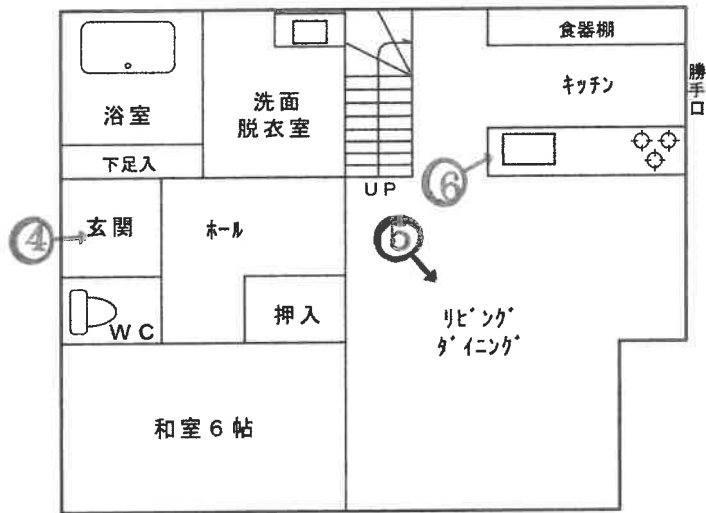 食器棚
キッチン
勝手口
浴室
洗面
脱衣室
下足入
UP
⑥
④
玄関
ホール
⑤
WC
押入
リビング
ダイニング
和室6帖